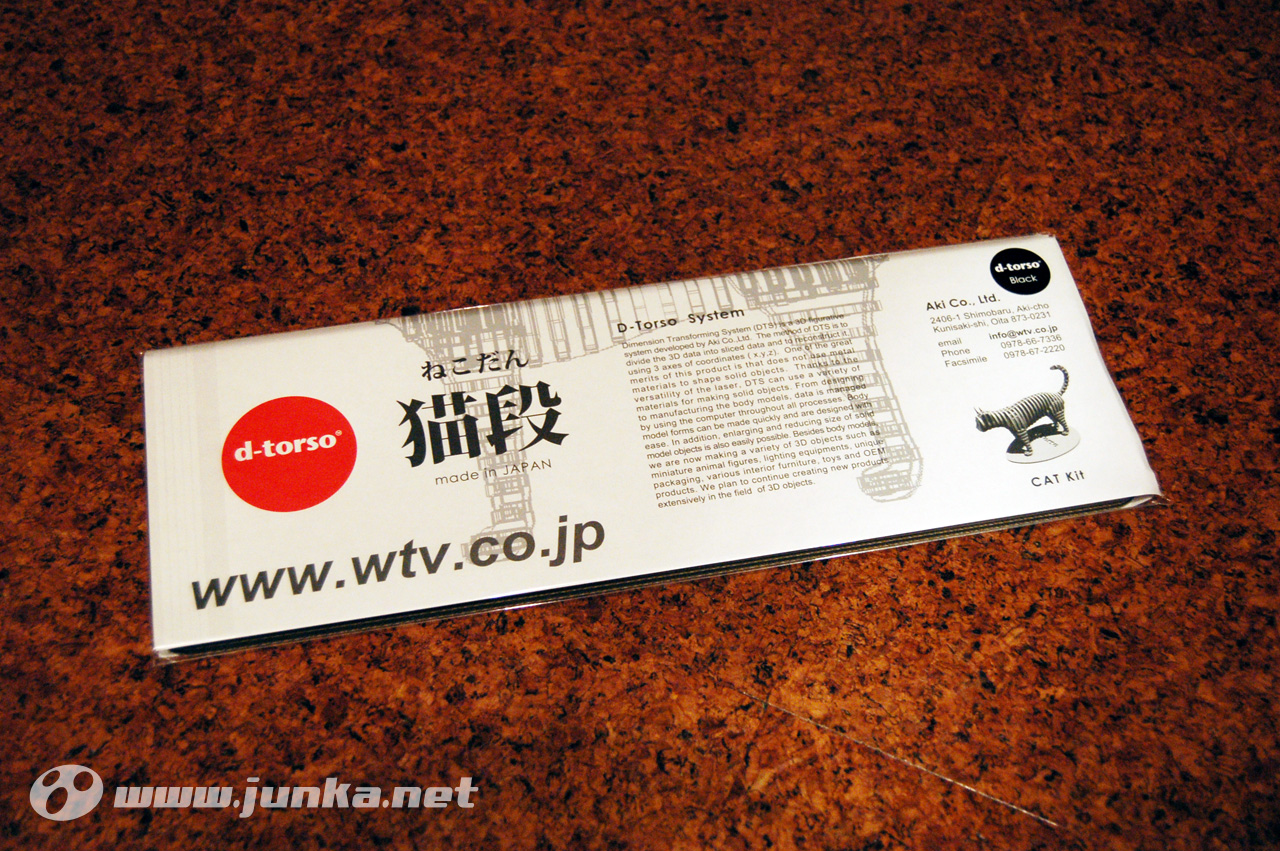 d-torso®
ねこだん
猫段
made in JAPAN
www.wtv.co.jp
D-Torso System
Dimension Transforming System (DTS) is a 3D figurative
system developed by Aki Co.,Ltd. The method of DTS is to
divide the 3D data into sliced data and to reconstruct it
using 3 axes of coordinates ( x,y,z). One of the great
merits of this product is that does not use metal
materials to shape solid objects. Thanks to the
versatility of the laser, DTS can use a variety of
materials for making solid objects. From designing
to manufacturing the body models, data is managed
by using the computer throughout all processes. Body
model forms can be made quickly and are designed with
ease. In addition, enlarging and reducing size of solid
model objects is also easily possible. Besides body models,
we are now making a variety of 3D objects such as
miniature animal figures, lighting equipments, unique
packaging, various interior furniture, toys and OEM
products. We plan to continue creating new products
extensively in the field of 3D objects.
d-torso®
Black
Aki Co., Ltd.
2406-1 Shimobaru, Aki-cho
Kunisaki-shi, Oita 873-0231
email info@wtv.co.jp
Phone 0978-66-7336
Facsimile 0978-67-2220
CAT Kit
www.junka.net